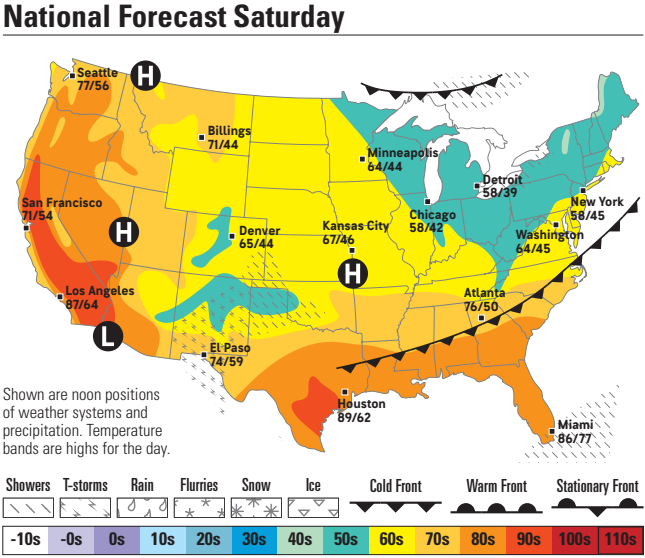 National Forecast Saturday
Seattle
77/56
H
Billings
71/44
Minneapolis
64/44
Detroit
58/39
San Francisco
71/54
H
Denver
65/44
Kansas City
67/46
Chicago
58/42
New York
58/45
Washington
64/45
H
Los Angeles
87/64
L
Atlanta
76/50
El Paso
74/59
Houston
89/62
Miami
86/77
Shown are noon positions
of weather systems and
precipitation. Temperature
bands are highs for the day.
Showers T-storms Rain Flurries Snow Ice Cold Front Warm Front Stationary Front
-10s -0s 0s 10s 20s 30s 40s 50s 60s 70s 80s 90s 100s 110s